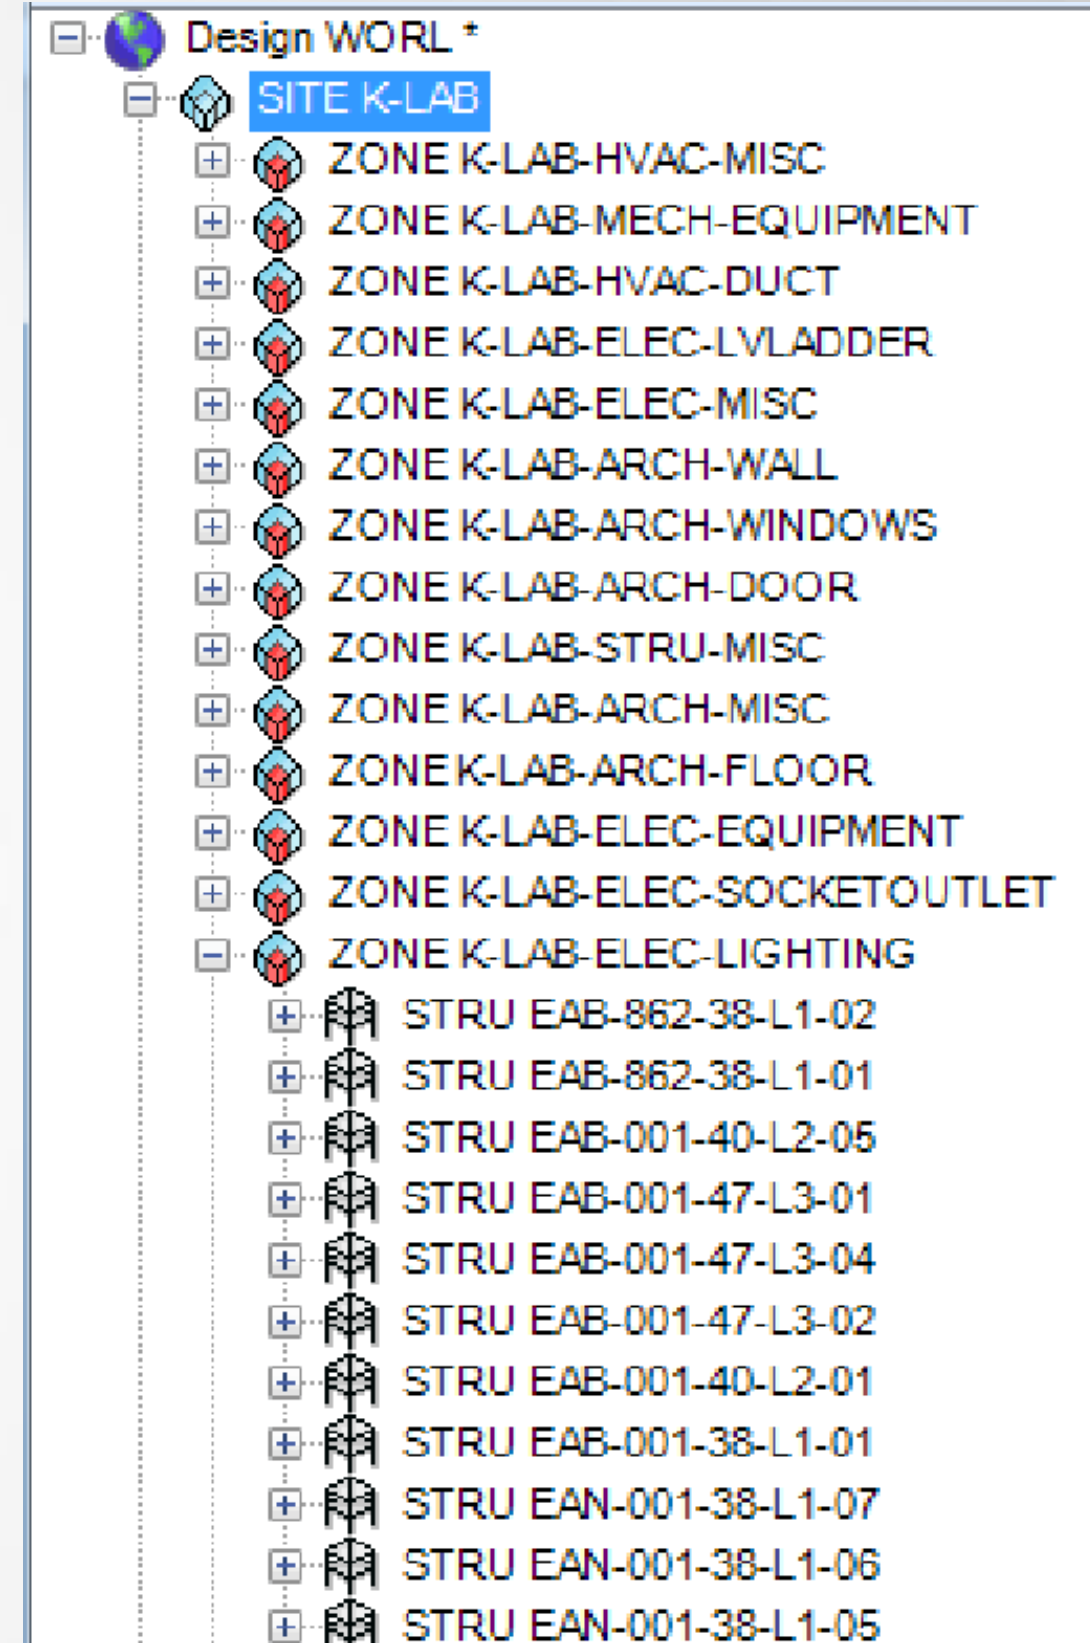 Design WORL *
SITE K-LAB
ZONE K-LAB-HVAC-MISC
ZONE K-LAB-MECH-EQUIPMENT
ZONE K-LAB-HVAC-DUCT
ZONE K-LAB-ELEC-LVLADDER
ZONE K-LAB-ELEC-MISC
ZONE K-LAB-ARCH-WALL
ZONE K-LAB-ARCH-WINDOWS
ZONE K-LAB-ARCH-DOOR
ZONE K-LAB-STRU-MISC
ZONE K-LAB-ARCH-MISC
ZONE K-LAB-ARCH-FLOOR
ZONE K-LAB-ELEC-EQUIPMENT
ZONE K-LAB-ELEC-SOCKETOUTLET
ZONE K-LAB-ELEC-LIGHTING
STRU EAB-862-38-L1-02
STRU EAB-862-38-L1-01
STRU EAB-001-40-L2-05
STRU EAB-001-47-L3-01
STRU EAB-001-47-L3-04
STRU EAB-001-47-L3-02
STRU EAB-001-40-L2-01
STRU EAB-001-38-L1-01
STRU EAN-001-38-L1-07
STRU EAN-001-38-L1-06
STRU EAN-001-38-L1-05